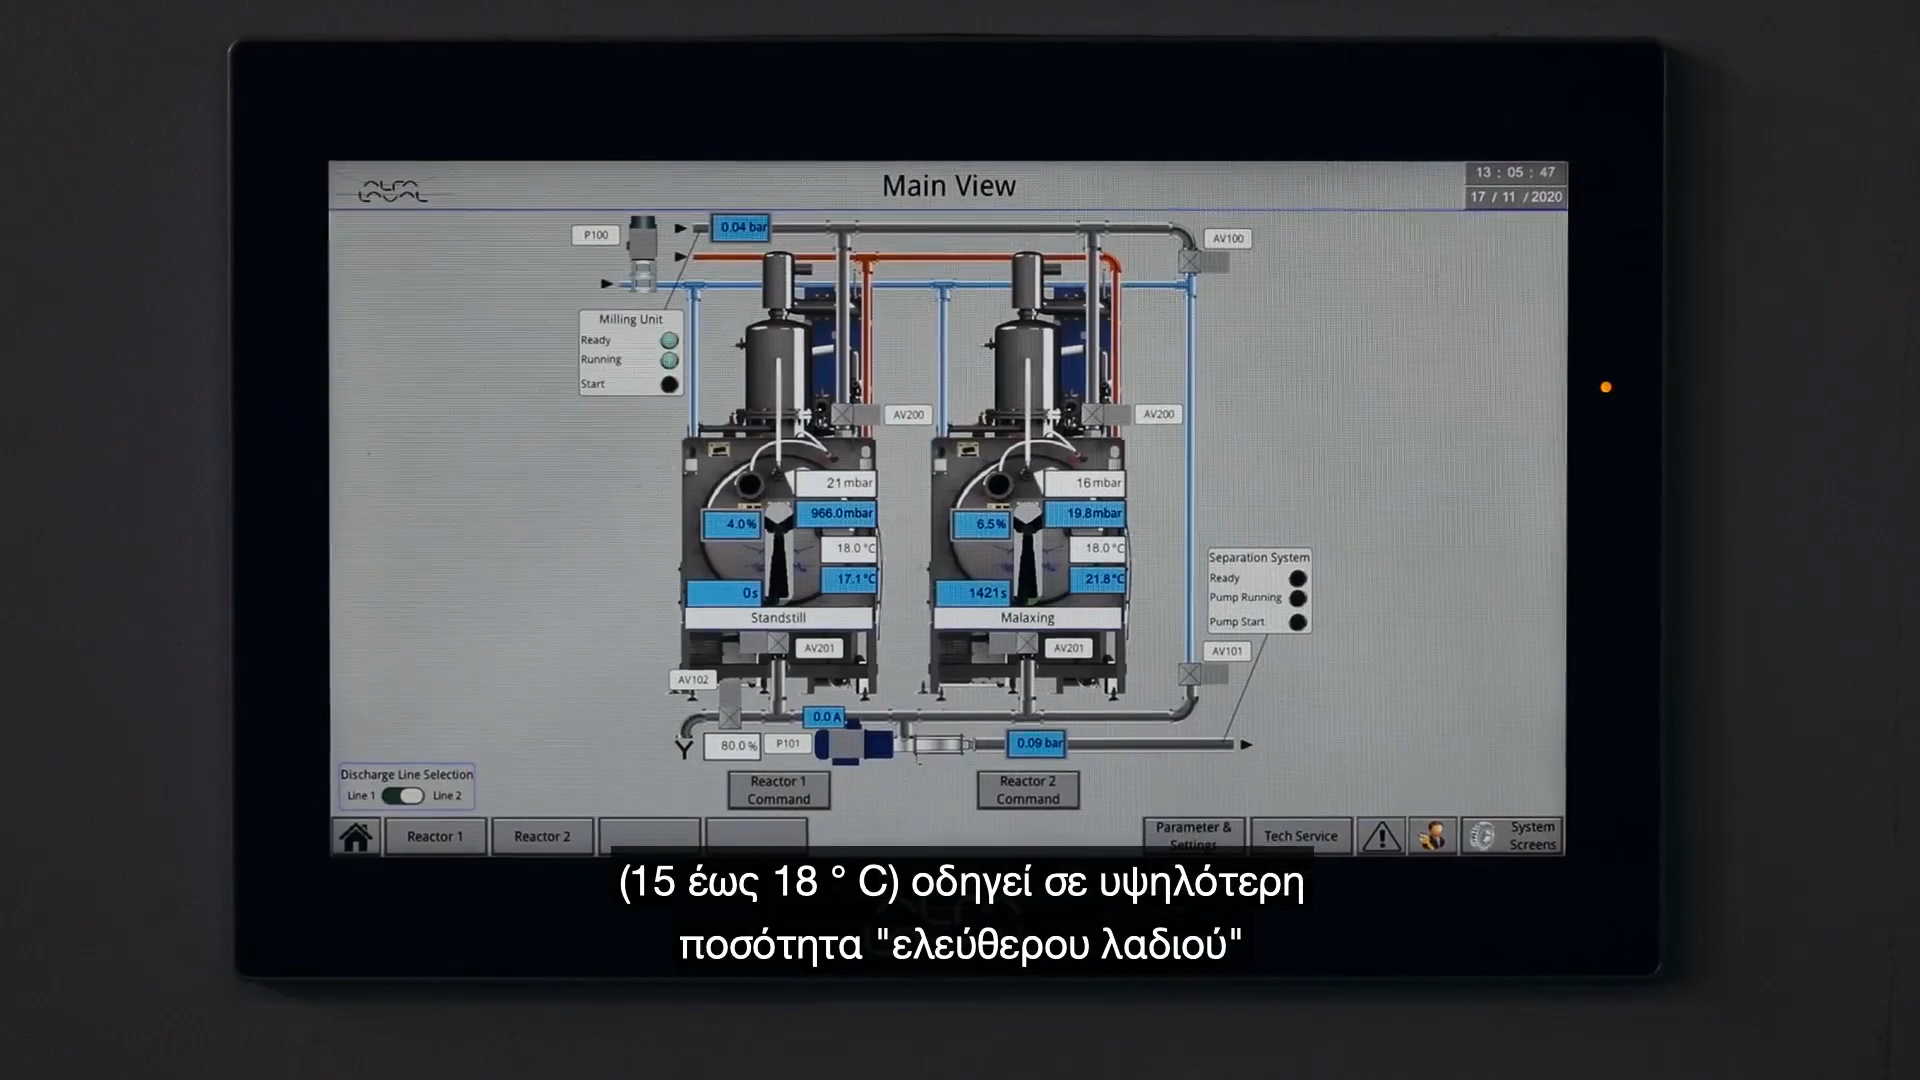 ALFA
LAVAL
Main View
13 : 05 : 47
17 / 11 / 2020
P100
0.04 bar
AV100
Milling Unit
Ready
Running
Start
AV200
AV200
21 mbar
966.0mbar
4.0%
18.0 °C
17.1°C
0s
Standstill
16 mbar
19.8mbar
6.5%
18.0 °C
21.8°C
1421s
Malaxing
Separation System
Ready
Pump Running
Pump Start
AV201
AV201
AV101
AV102
0.0 A
80.0 %
P101
0.09 bar
Discharge Line Selection
Line 1
Line 2
Reactor 1
Command
Reactor 2
Command
Reactor 1
Reactor 2
Parameter &
Settings
Tech Service
System
Screens
(15 έως 18 ° C) οδηγεί σε υψηλότερη
ποσότητα "ελεύθερου λαδιού"